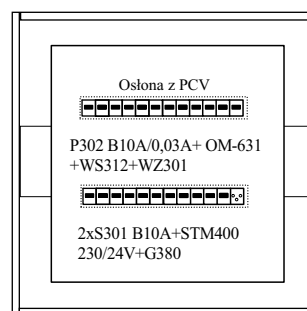 Osłona z PCV
P302 B10A/0,03A+ OM-631
+WS312+WZ301
2xS301 B10A+STM400
230/24V+G380